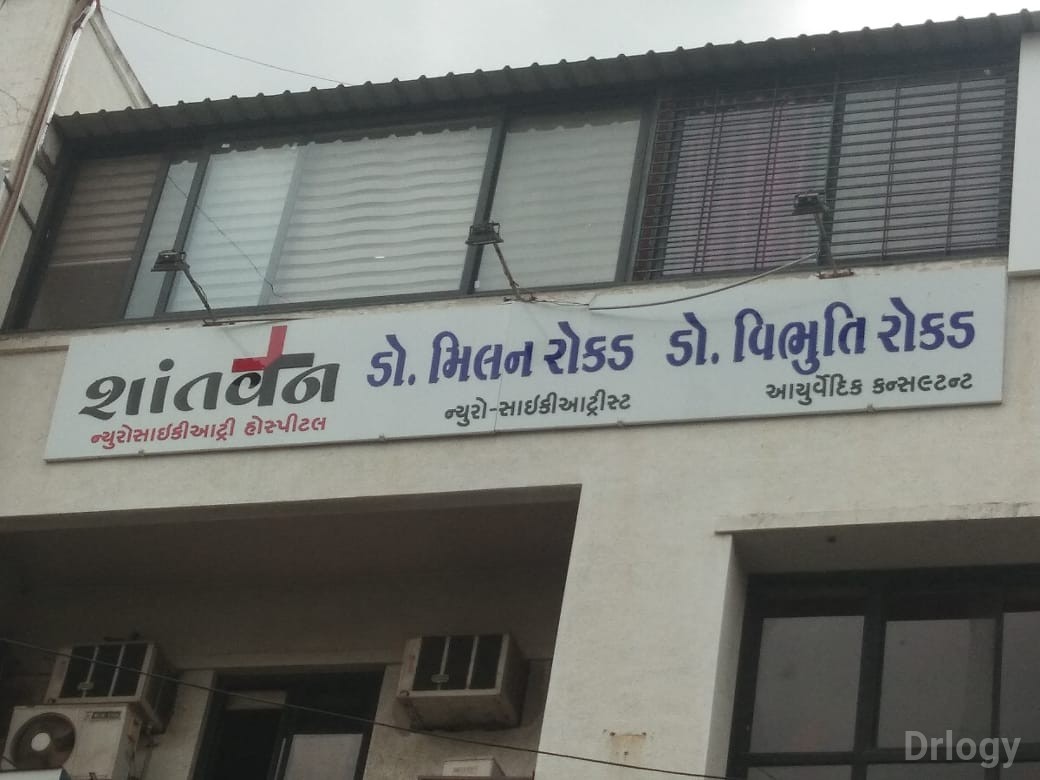 શાંતવન
ન્યુરોસાઇકીઆટ્રી હોસ્પીટલ
ડો. મિલન રોકડ
ન્યુરો-સાઇકીઆટ્રીસ્ટ
ડો. વિભુતિ રોકડ
આયુર્વેદિક કન્સલ્ટન્ટ
Drlogy